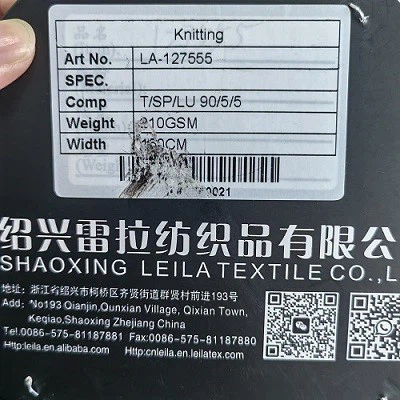 Knitting
Art No. LA-127555
SPEC.
Comp T/SP/LU 90/5/5
Weight 10GSM
Width 0CM
0021
绍兴雷拉纺织品有限公
SHAOXING LEILA TEXTILE CO.,L
地址：浙江省绍兴市柯桥区齐贤街道群贤村前进193号
Add: No193 Qianjin,Qunxian Village, Qixian Town,
Keqiao,Shaoxing Zhejiang China
Tel:0086-575-81187881 Fax:0086-575-81187880
Http:leila.en.alibaba.com Http:cnleila.en.leilatex.com